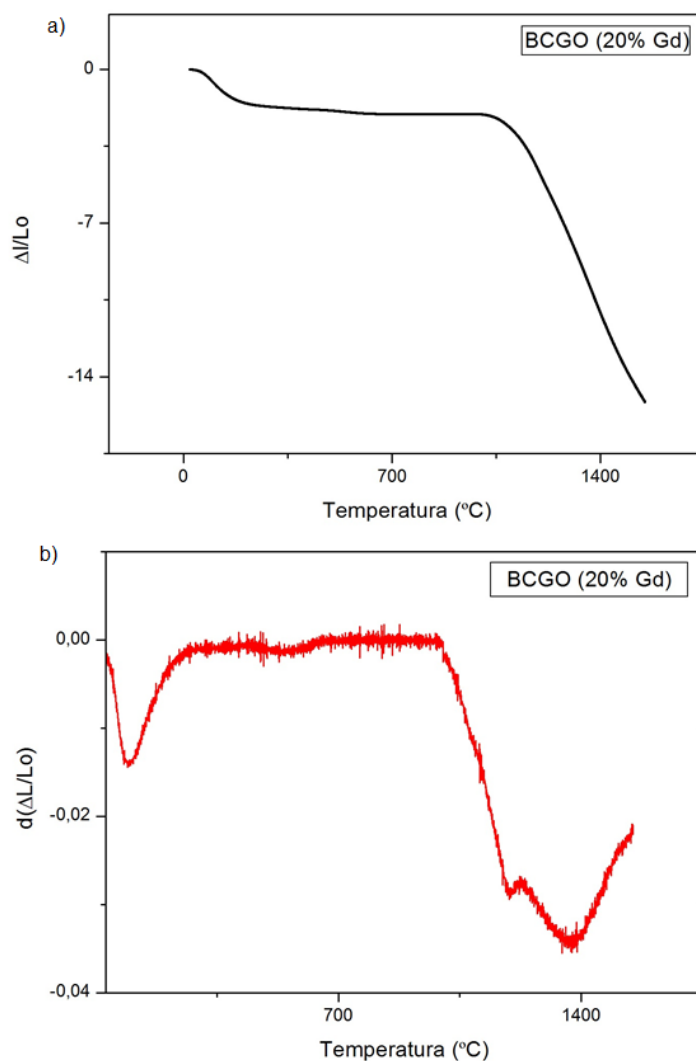 a)
BCGO (20% Gd)
0
-7
-14
Δl/Lo
0
700
1400
Temperatura (ºC)
b)
BCGO (20% Gd)
0,00
-0,02
-0,04
d(ΔL/Lo)
700
1400
Temperatura (ºC)